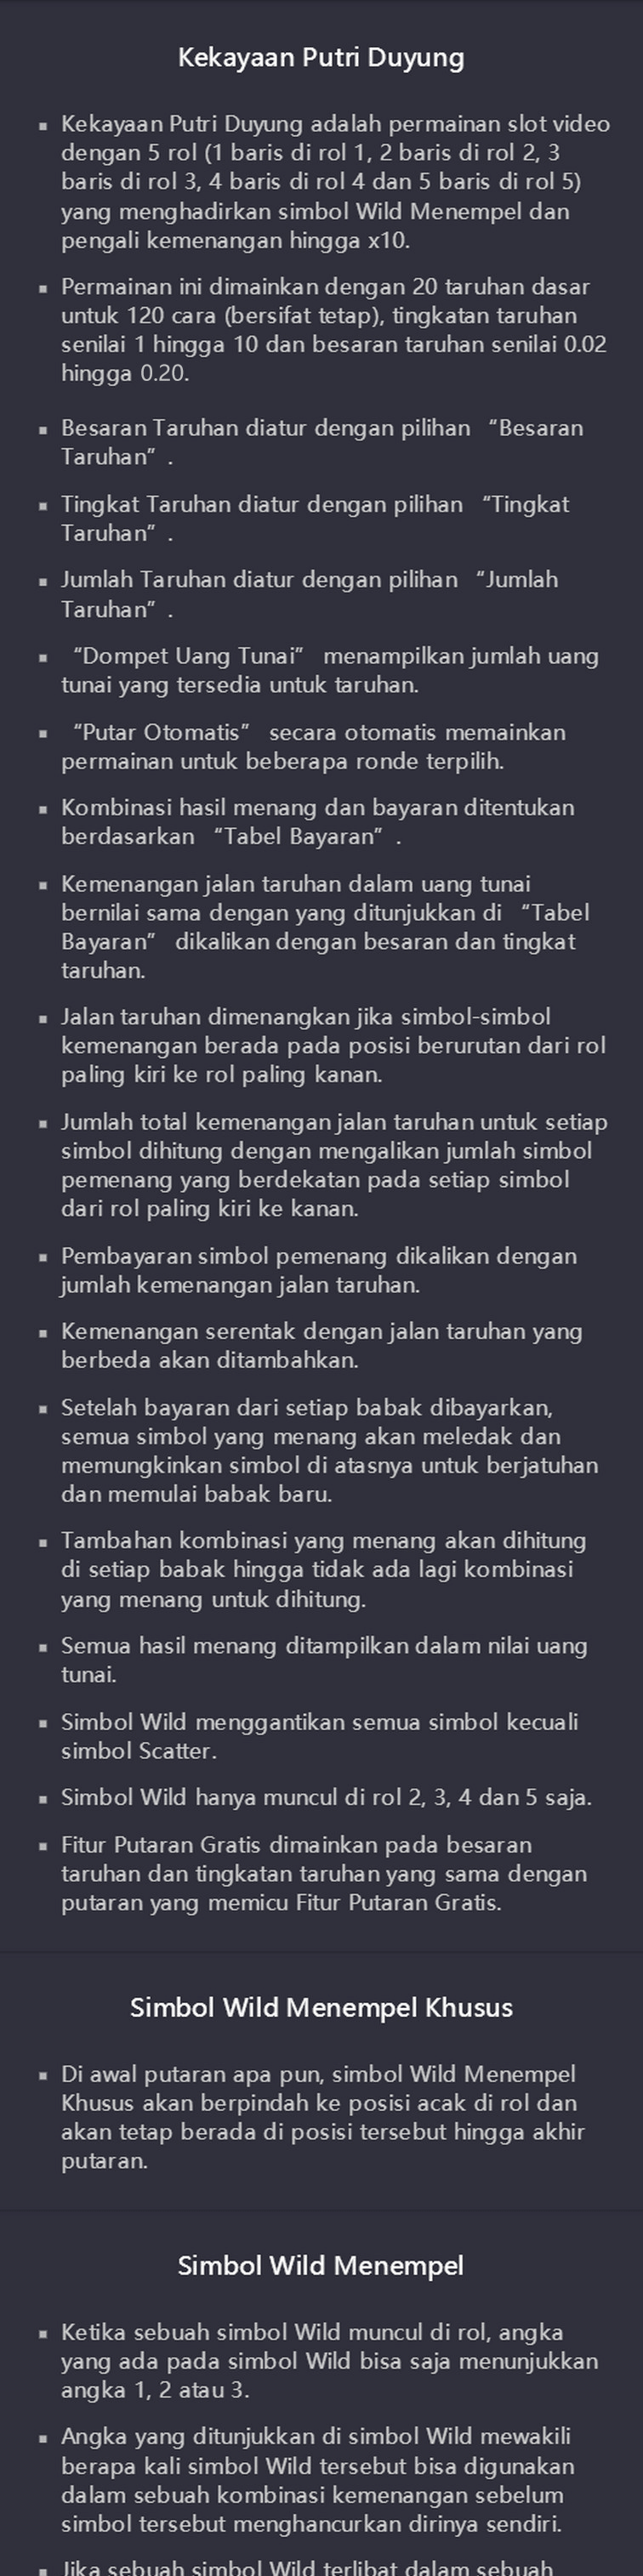 Kekayaan Putri Duyung
▪ Kekayaan Putri Duyung adalah permainan slot video
dengan 5 rol (1 baris di rol 1, 2 baris di rol 2, 3
baris di rol 3, 4 baris di rol 4 dan 5 baris di rol 5)
yang menghadirkan simbol Wild Menempel dan
pengali kemenangan hingga x10.
▪ Permainan ini dimainkan dengan 20 taruhan dasar
untuk 120 cara (bersifat tetap), tingkatan taruhan
senilai 1 hingga 10 dan besaran taruhan senilai 0.02
hingga 0.20.
▪ Besaran Taruhan diatur dengan pilihan “Besaran
Taruhan” .
▪ Tingkat Taruhan diatur dengan pilihan “Tingkat
Taruhan” .
▪ Jumlah Taruhan diatur dengan pilihan “Jumlah
Taruhan” .
▪ “Dompet Uang Tunai” menampilkan jumlah uang
tunai yang tersedia untuk taruhan.
▪ “Putar Otomatis” secara otomatis memainkan
permainan untuk beberapa ronde terpilih.
▪ Kombinasi hasil menang dan bayaran ditentukan
berdasarkan “Tabel Bayaran” .
▪ Kemenangan jalan taruhan dalam uang tunai
bernilai sama dengan yang ditunjukkan di “Tabel
Bayaran” dikalikan dengan besaran dan tingkat
taruhan.
▪ Jalan taruhan dimenangkan jika simbol-simbol
kemenangan berada pada posisi berurutan dari rol
paling kiri ke rol paling kanan.
▪ Jumlah total kemenangan jalan taruhan untuk setiap
simbol dihitung dengan mengalikan jumlah simbol
pemenang yang berdekatan pada setiap simbol
dari rol paling kiri ke kanan.
▪ Pembayaran simbol pemenang dikalikan dengan
jumlah kemenangan jalan taruhan.
▪ Kemenangan serentak dengan jalan taruhan yang
berbeda akan ditambahkan.
▪ Setelah bayaran dari setiap babak dibayarkan,
semua simbol yang menang akan meledak dan
memungkinkan simbol di atasnya untuk berjatuhan
dan memulai babak baru.
▪ Tambahan kombinasi yang menang akan dihitung
di setiap babak hingga tidak ada lagi kombinasi
yang menang untuk dihitung.
▪ Semua hasil menang ditampilkan dalam nilai uang
tunai.
▪ Simbol Wild menggantikan semua simbol kecuali
simbol Scatter.
▪ Simbol Wild hanya muncul di rol 2, 3, 4 dan 5 saja.
▪ Fitur Putaran Gratis dimainkan pada besaran
taruhan dan tingkatan taruhan yang sama dengan
putaran yang memicu Fitur Putaran Gratis.
Simbol Wild Menempel Khusus
▪ Di awal putaran apa pun, simbol Wild Menempel
Khusus akan berpindah ke posisi acak di rol dan
akan tetap berada di posisi tersebut hingga akhir
putaran.
Simbol Wild Menempel
▪ Ketika sebuah simbol Wild muncul di rol, angka
yang ada pada simbol Wild bisa saja menunjukkan
angka 1, 2 atau 3.
▪ Angka yang ditunjukkan di simbol Wild mewakili
berapa kali simbol Wild tersebut bisa digunakan
dalam sebuah kombinasi kemenangan sebelum
simbol tersebut menghancurkan dirinya sendiri.
▪ Jika sebuah simbol Wild terlibat dalam sebuah